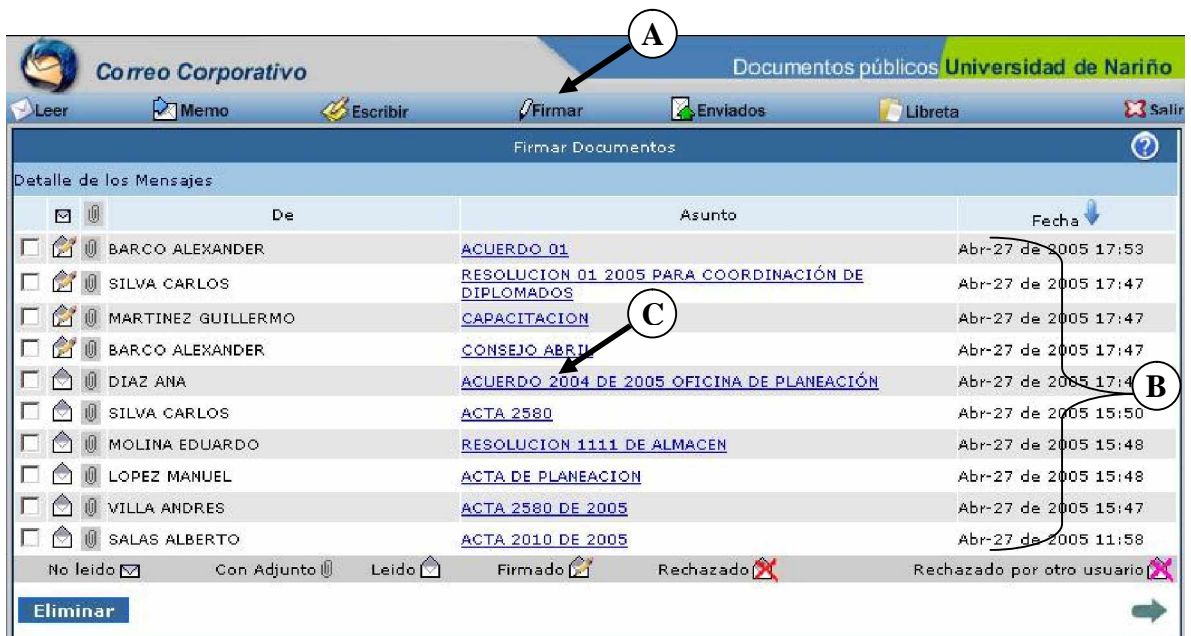 A
Correo Corporativo
Documentos públicos Universidad de Nariño
Leer Memo Escribir Firmar Enviados Libreta Salir
Firmar Documentos
Detalle de los Mensajes
De Asunto Fecha
BARCO ALEXANDER ACUERDO 01 Abr-27 de 2005 17:53
SILVA CARLOS RESOLUCION 01 2005 PARA COORDINACIÓN DE Abr-27 de 2005 17:47
DIPLOMADOS
MARTINEZ GUILLERMO CAPACITACION Abr-27 de 2005 17:47
C
BARCO ALEXANDER CONSEJO ABRIL Abr-27 de 2005 17:47
DIAZ ANA ACUERDO 2004 DE 2005 OFICINA DE PLANEACIÓN Abr-27 de 2005
B
SILVA CARLOS ACTA 2580 Abr-27 de 2005 15:50
MOLINA EDUARDO RESOLUCION 1111 DE ALMACEN Abr-27 de 2005 15:48
LOPEZ MANUEL ACTA DE PLANEACION Abr-27 de 2005 15:48
VILLA ANDRES ACTA 2580 DE 2005 Abr-27 de 2005 15:47
SALAS ALBERTO ACTA 2010 DE 2005 Abr-27 de 2005 11:58
No leido Con Adjunto Leido Firmado Rechazado Rechazado por otro usuario
Eliminar